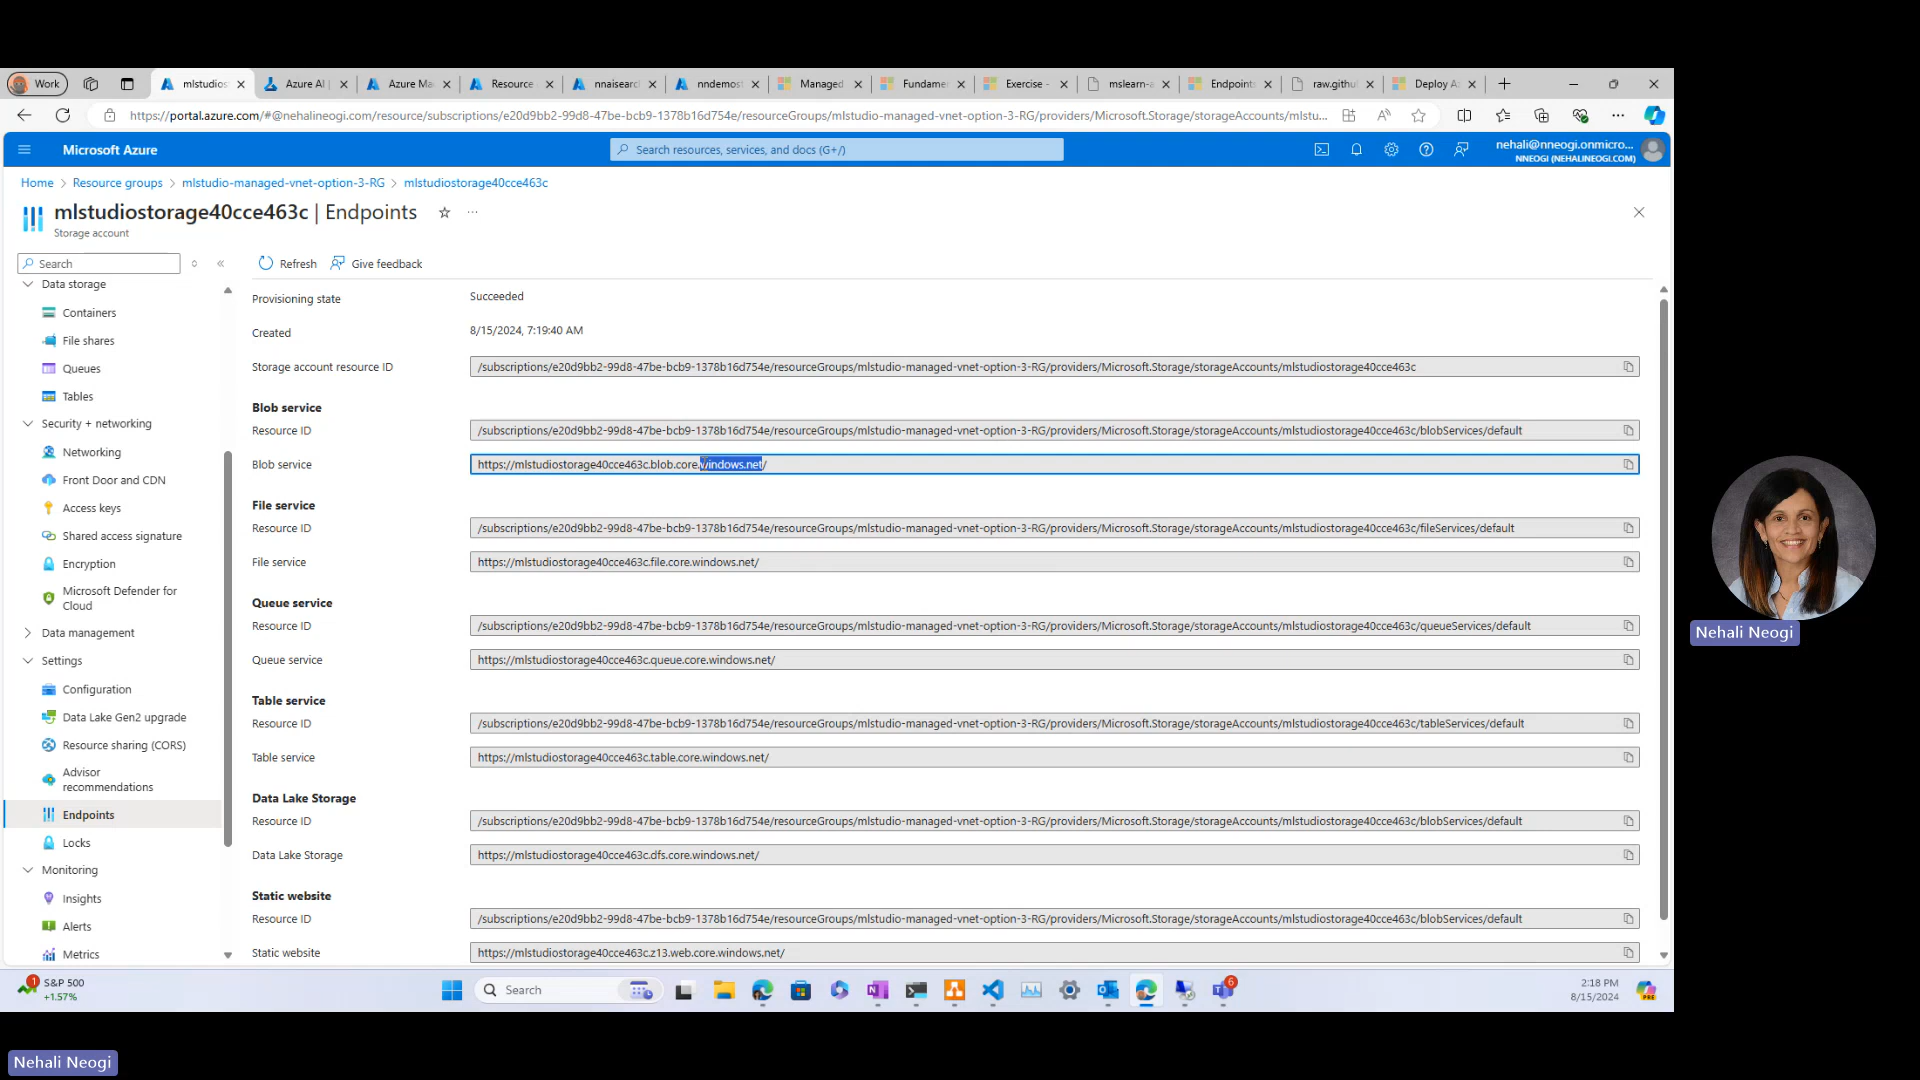 Work
mlstudios
Azure AI |
Azure Ma
Resource
nnaisearc
nndemos
Managed
Fundame
Exercise -
mslearn-a
Endpoints
raw.githu
Deploy A
https://portal.azure.com/#@nehalineogi.com/resource/subscriptions/e20d9bb2-99d8-47be-bcb9-1378b16d754e/resourceGroups/mlstudio-managed-vnet-option-3-RG/providers/Microsoft.Storage/storageAccounts/mlstu...
Microsoft Azure
Search resources, services, and docs (G+/)
nehali@nneogi.onmicro...
NNEOGI (NEHALINEOGI.COM)
Home > Resource groups > mlstudio-managed-vnet-option-3-RG > mlstudiostorage40cce463c
mlstudiostorage40cce463c | Endpoints
Storage account
Search
Refresh
Give feedback
Data storage
Containers
File shares
Queues
Tables
Security + networking
Networking
Front Door and CDN
Access keys
Shared access signature
Encryption
Microsoft Defender for
Cloud
Data management
Settings
Configuration
Data Lake Gen2 upgrade
Resource sharing (CORS)
Advisor
recommendations
Endpoints
Locks
Monitoring
Insights
Alerts
Metrics
Provisioning state
Succeeded
Created
8/15/2024, 7:19:40 AM
Storage account resource ID
/subscriptions/e20d9bb2-99d8-47be-bcb9-1378b16d754e/resourceGroups/mlstudio-managed-vnet-option-3-RG/providers/Microsoft.Storage/storageAccounts/mlstudiostorage40cce463c
Blob service
Resource ID
/subscriptions/e20d9bb2-99d8-47be-bcb9-1378b16d754e/resourceGroups/mlstudio-managed-vnet-option-3-RG/providers/Microsoft.Storage/storageAccounts/mlstudiostorage40cce463c/blobServices/default
Blob service
https://mlstudiostorage40cce463c.blob.core.windows.net/
File service
Resource ID
/subscriptions/e20d9bb2-99d8-47be-bcb9-1378b16d754e/resourceGroups/mlstudio-managed-vnet-option-3-RG/providers/Microsoft.Storage/storageAccounts/mlstudiostorage40cce463c/fileServices/default
File service
https://mlstudiostorage40cce463c.file.core.windows.net/
Queue service
Resource ID
/subscriptions/e20d9bb2-99d8-47be-bcb9-1378b16d754e/resourceGroups/mlstudio-managed-vnet-option-3-RG/providers/Microsoft.Storage/storageAccounts/mlstudiostorage40cce463c/queueServices/default
Queue service
https://mlstudiostorage40cce463c.queue.core.windows.net/
Table service
Resource ID
/subscriptions/e20d9bb2-99d8-47be-bcb9-1378b16d754e/resourceGroups/mlstudio-managed-vnet-option-3-RG/providers/Microsoft.Storage/storageAccounts/mlstudiostorage40cce463c/tableServices/default
Table service
https://mlstudiostorage40cce463c.table.core.windows.net/
Data Lake Storage
Resource ID
/subscriptions/e20d9bb2-99d8-47be-bcb9-1378b16d754e/resourceGroups/mlstudio-managed-vnet-option-3-RG/providers/Microsoft.Storage/storageAccounts/mlstudiostorage40cce463c/blobServices/default
Data Lake Storage
https://mlstudiostorage40cce463c.dfs.core.windows.net/
Static website
Resource ID
/subscriptions/e20d9bb2-99d8-47be-bcb9-1378b16d754e/resourceGroups/mlstudio-managed-vnet-option-3-RG/providers/Microsoft.Storage/storageAccounts/mlstudiostorage40cce463c/blobServices/default
Static website
https://mlstudiostorage40cce463c.z13.web.core.windows.net/
1
S&P 500
+1.57%
Search
6
2:18 PM
8/15/2024
PRE
Nehali Neogi
Nehali Neogi